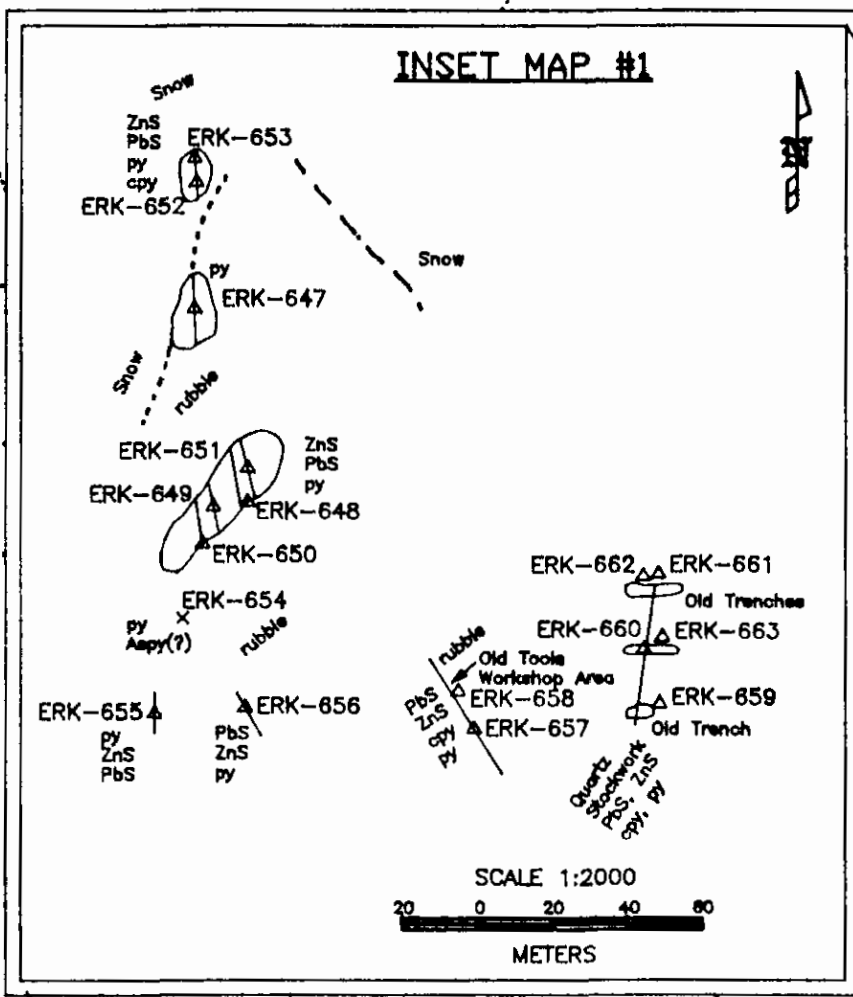 INSET MAP #1
Snow
ZnS
PbS
py
cpy
ERK-653
ERK-652
Snow
py
ERK-647
Snow
rubble
ERK-651
ZnS
PbS
py
ERK-649
ERK-648
ERK-650
ERK-654
py
Aspy(?)
rubble
ERK-655
py
ZnS
PbS
ERK-656
PbS
ZnS
py
rubble
Old Tools
Workshop Area
ERK-658
ERK-657
PbS
ZnS
py
cpy
ERK-662
ERK-661
Old Trenches
ERK-660
ERK-663
ERK-659
Old Trench
Quartz
Stockwork
PbS, ZnS
cpy, py
SCALE 1:2000
20 0 20 40 60
METERS